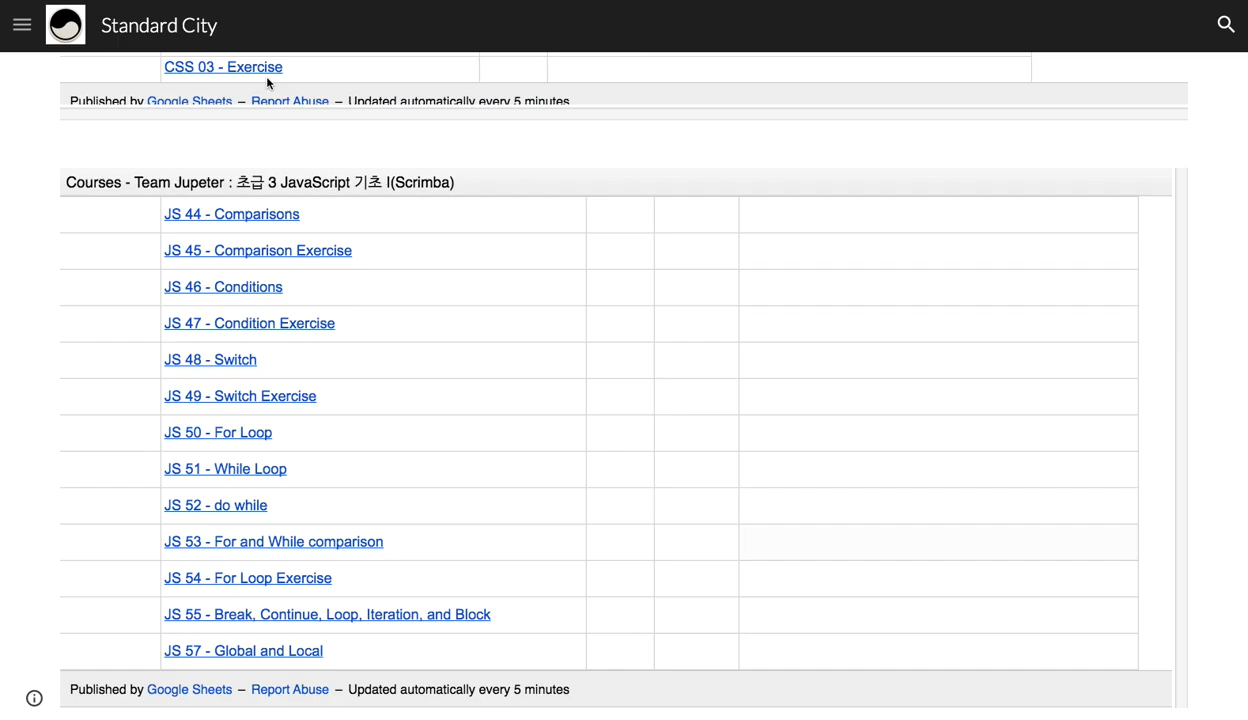 Standard City
CSS 03 - Exercise
Published by Google Sheets – Report Abuse – Updated automatically every 5 minutes
Courses - Team Jupeter : 초급 3 JavaScript 기초 I(Scrimba)
JS 44 - Comparisons
JS 45 - Comparison Exercise
JS 46 - Conditions
JS 47 - Condition Exercise
JS 48 - Switch
JS 49 - Switch Exercise
JS 50 - For Loop
JS 51 - While Loop
JS 52 - do while
JS 53 - For and While comparison
JS 54 - For Loop Exercise
JS 55 - Break, Continue, Loop, Iteration, and Block
JS 57 - Global and Local
Published by Google Sheets – Report Abuse – Updated automatically every 5 minutes